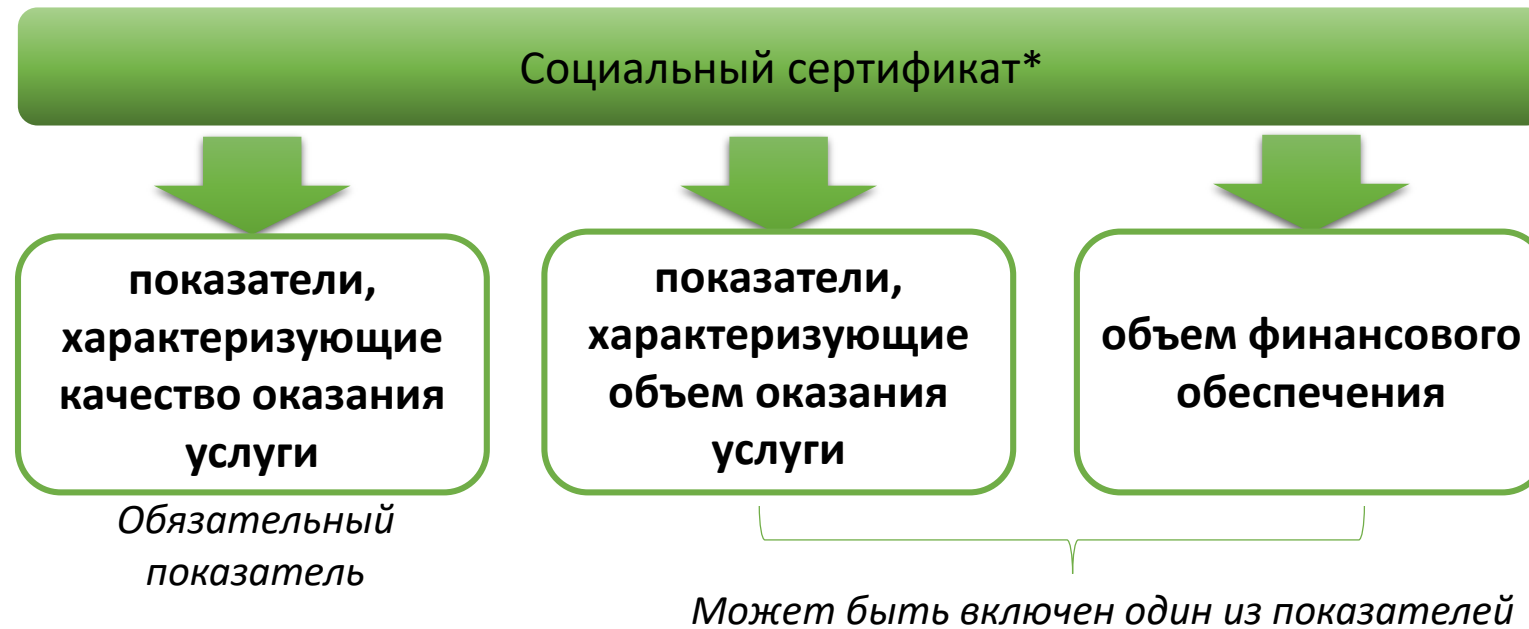 Социальный сертификат*
показатели,
характеризующие
качество оказания
услуги
показатели,
характеризующие
объем оказания
услуги
объем финансового
обеспечения
Обязательный
показатель
Может быть включен один из показателей